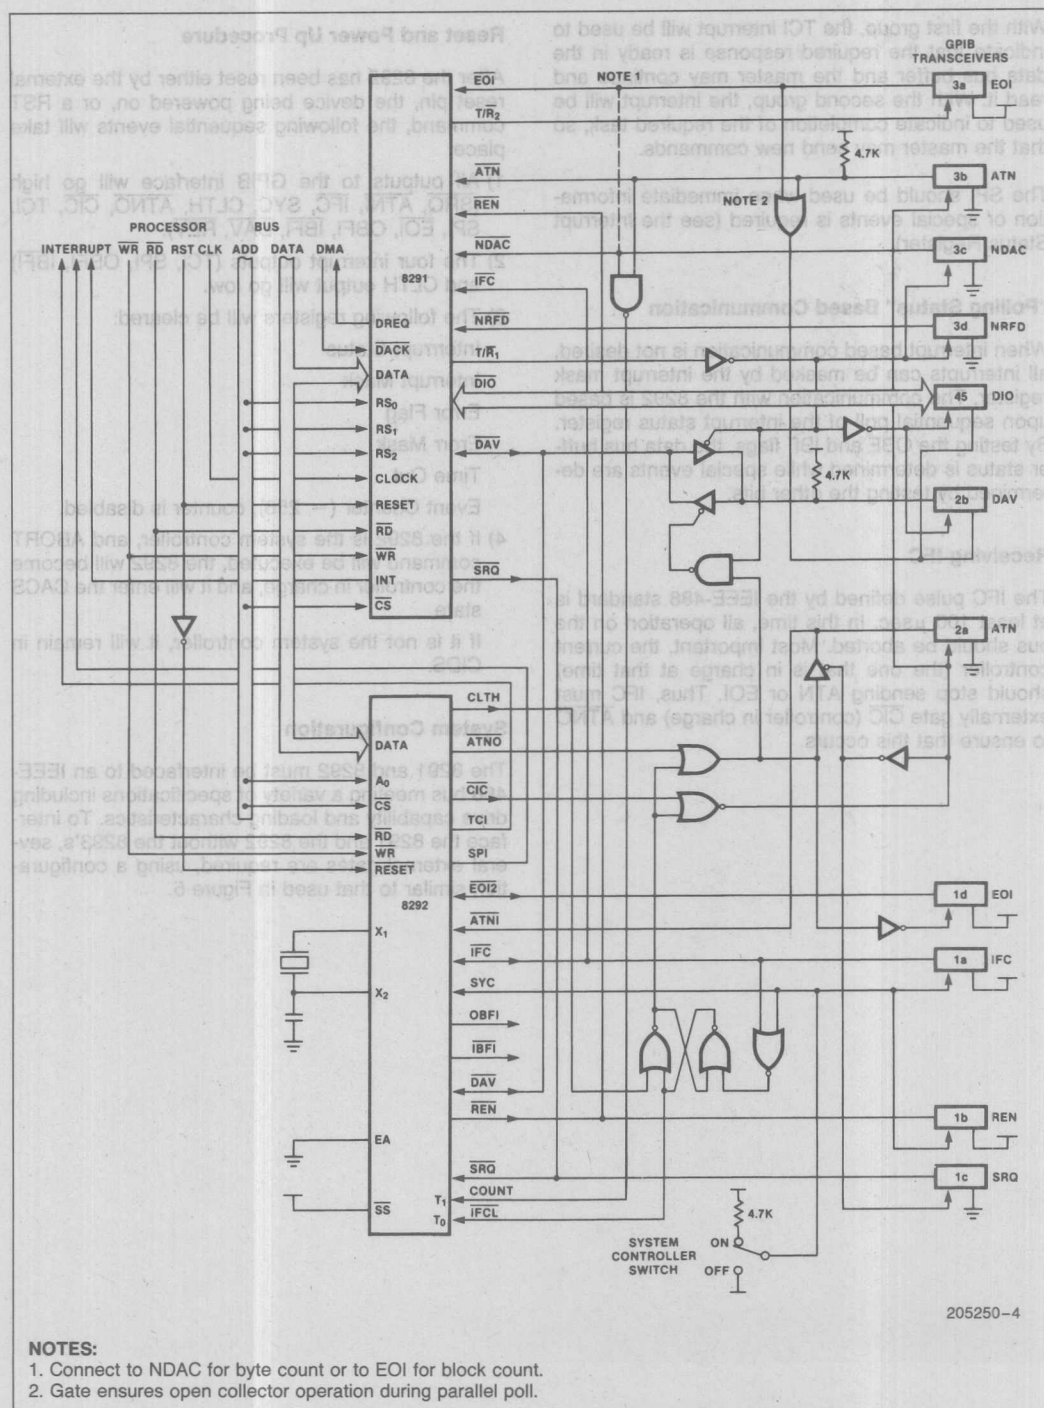 GPIB
TRANSCEIVERS
EOI
NOTE 1
3a
EOI
T/R2
4.7K
ATN
3b
ATN
REN
NOTE 2
PROCESSOR
BUS
INTERRUPT WR RD RST CLK ADD DATA DMA
NDAC
3c
NDAC
8291
IFC
DREQ
NRFD
3d
NRFD
DACK
T/R1
DATA
DIO
45
DIO
RS0
RS1
DAV
RS2
4.7K
CLOCK
2b
DAV
RESET
RD
WR
INT
SRQ
CS
2a
ATN
CLTH
DATA
ATNO
A0
CIC
CS
TCI
RD
WR
SPI
RESET
EOI2
1d
EOI
8292
ATNI
X1
IFC
1a
IFC
SYC
X2
OBFI
IBFI
DAV
REN
1b
REN
EA
SRQ
1c
SRQ
T1
COUNT
SS
T0
IFCL
4.7K
SYSTEM
CONTROLLER
SWITCH
ON
OFF
205250–4
NOTES:
1. Connect to NDAC for byte count or to EOI for block count.
2. Gate ensures open collector operation during parallel poll.